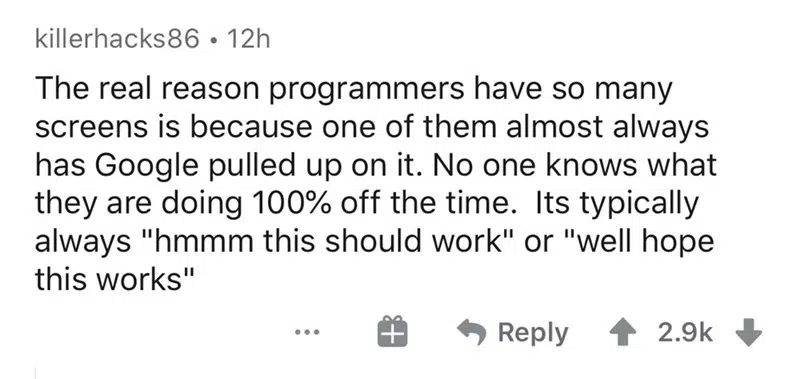 killerhacks86 • 12h
The real reason programmers have so many
screens is because one of them almost always
has Google pulled up on it. No one knows what
they are doing 100% off the time.  Its typically
always "hmmm this should work" or "well hope
this works"
... Reply 2.9k